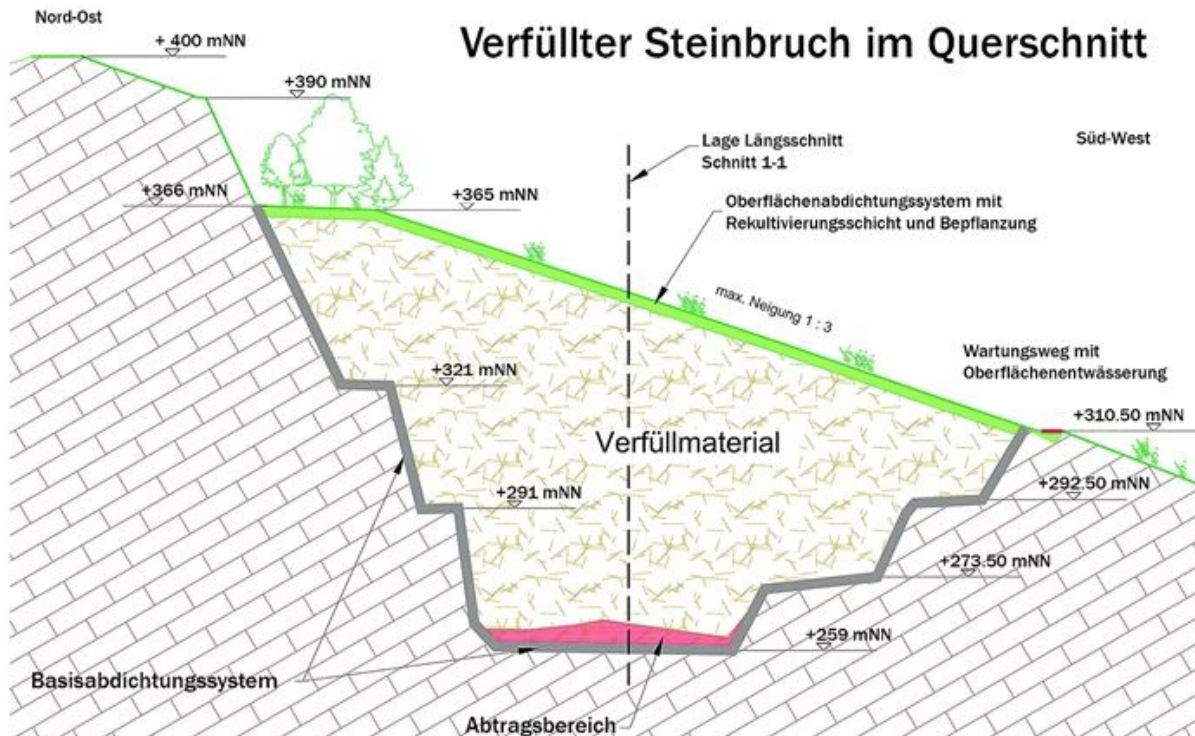 Nord-Ost
Verfüllter Steinbruch im Querschnitt
+ 400 mNN
+390 mNN
Lage Längsschnitt
Schnitt 1-1
Süd-West
+366 mNN
+365 mNN
Oberflächenabdichtungssystem mit
Rekultivierungsschicht und Bepflanzung
max. Neigung 1 : 3
Wartungsweg mit
Oberflächenentwässerung
+321 mNN
+310.50 mNN
Verfüllmaterial
+291 mNN
+292.50 mNN
+273.50 mNN
+259 mNN
Basisabdichtungssystem
Abtragsbereich